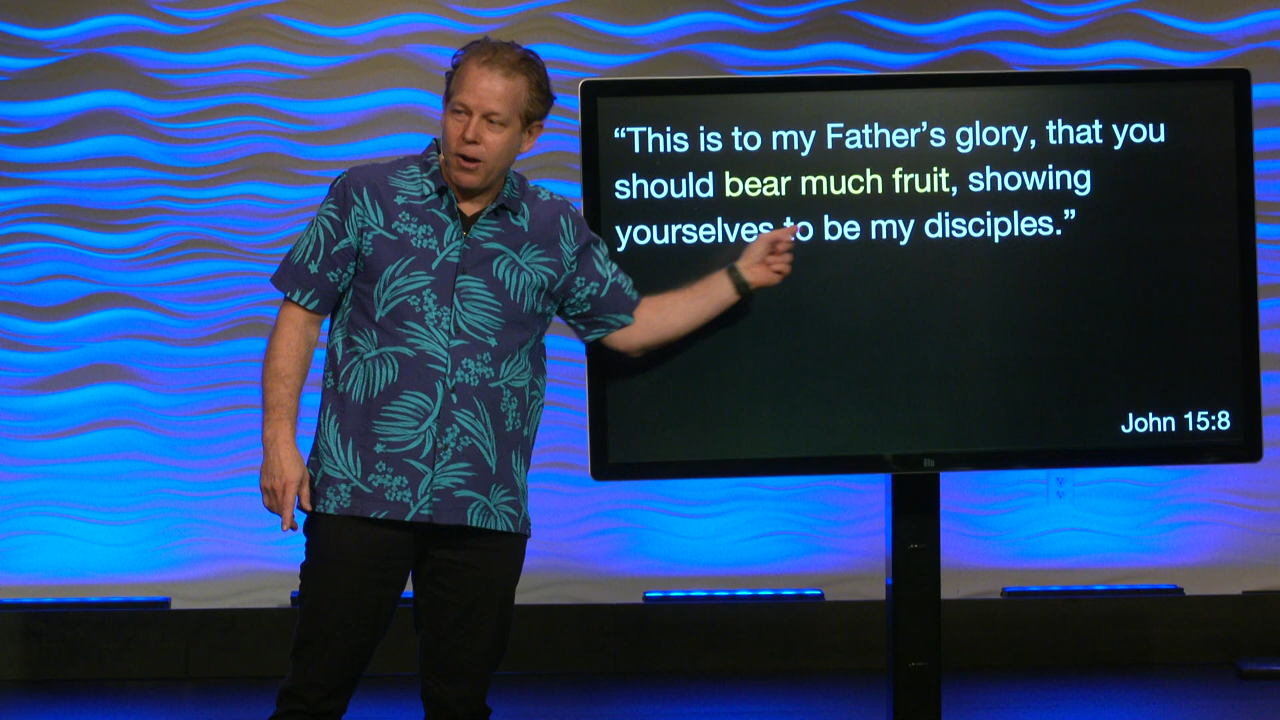 “This is to my Father’s glory, that you
should bear much fruit, showing
yourselves to be my disciples.”
John 15:8
elo